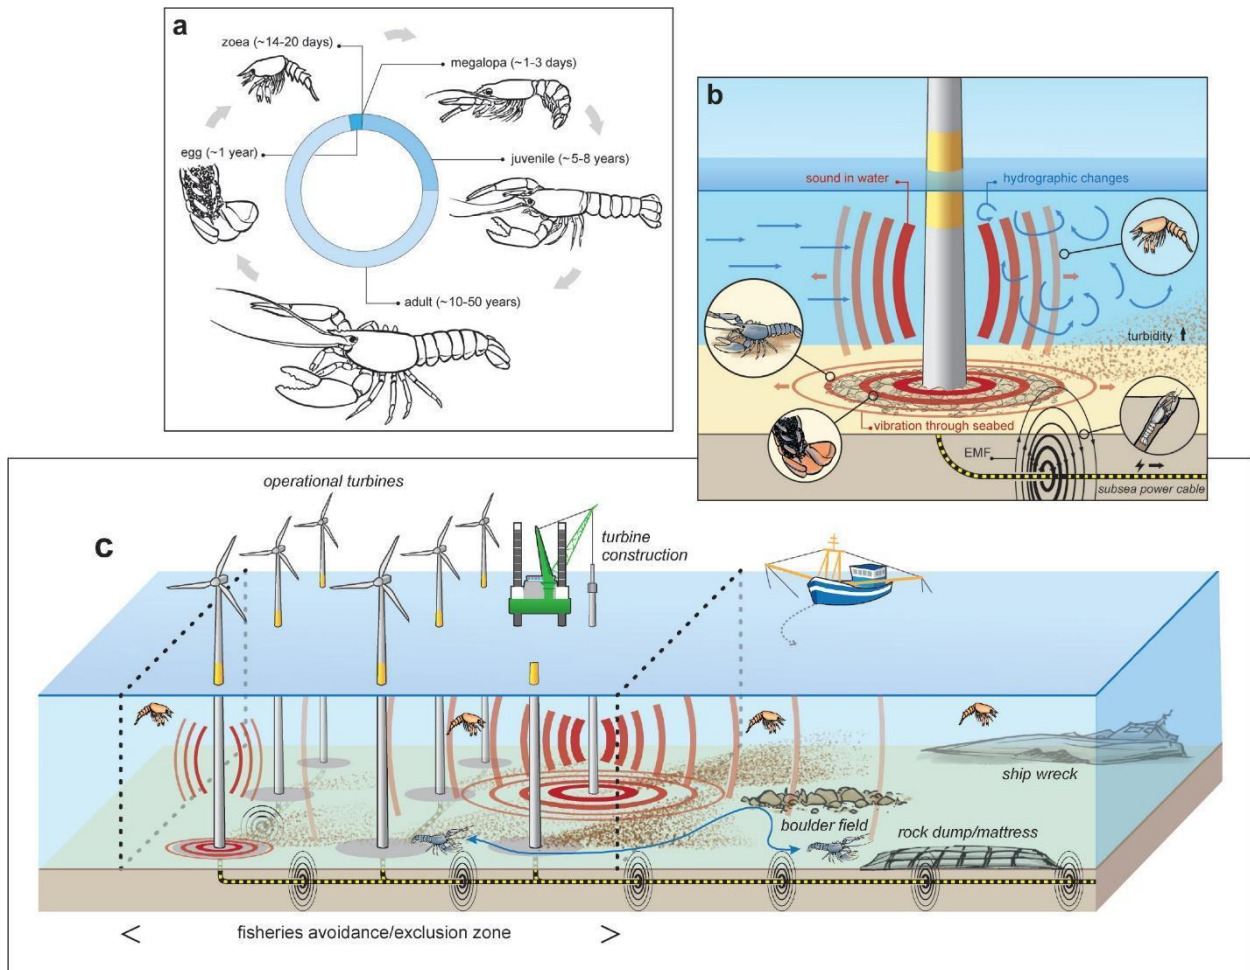 a
zoea (~14-20 days)
megalopa (~1-3 days)
egg (~1 year)
juvenile (~5-8 years)
adult (~10-50 years)
b
sound in water
hydrographic changes
turbidity
vibration through seabed
EMF
subsea power cable
c
operational turbines
turbine
construction
ship wreck
boulder field
rock dump/mattress
< fisheries avoidance/exclusion zone >